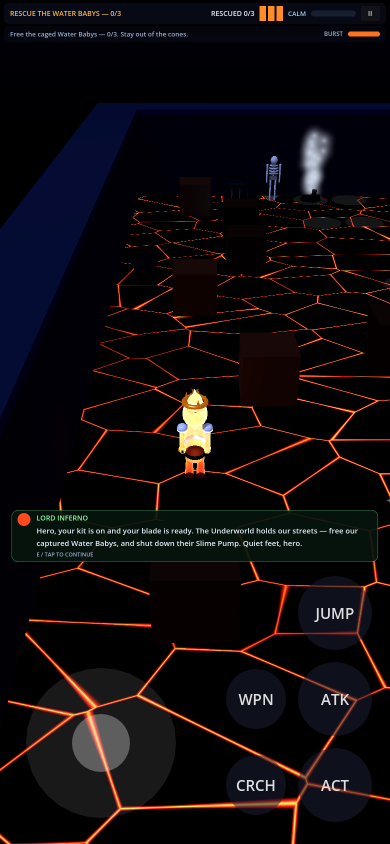 RESCUE THE WATER BABYS — 0/3
RESCUED 0/3
CALM
Free the caged Water Babys — 0/3. Stay out of the cones.
BURST
LORD INFERNO
Hero, your kit is on and your blade is ready. The Underworld holds our streets — free our
captured Water Babys, and shut down their Slime Pump. Quiet feet, hero.
E / TAP TO CONTINUE
JUMP
WPN
ATK
CRCH
ACT